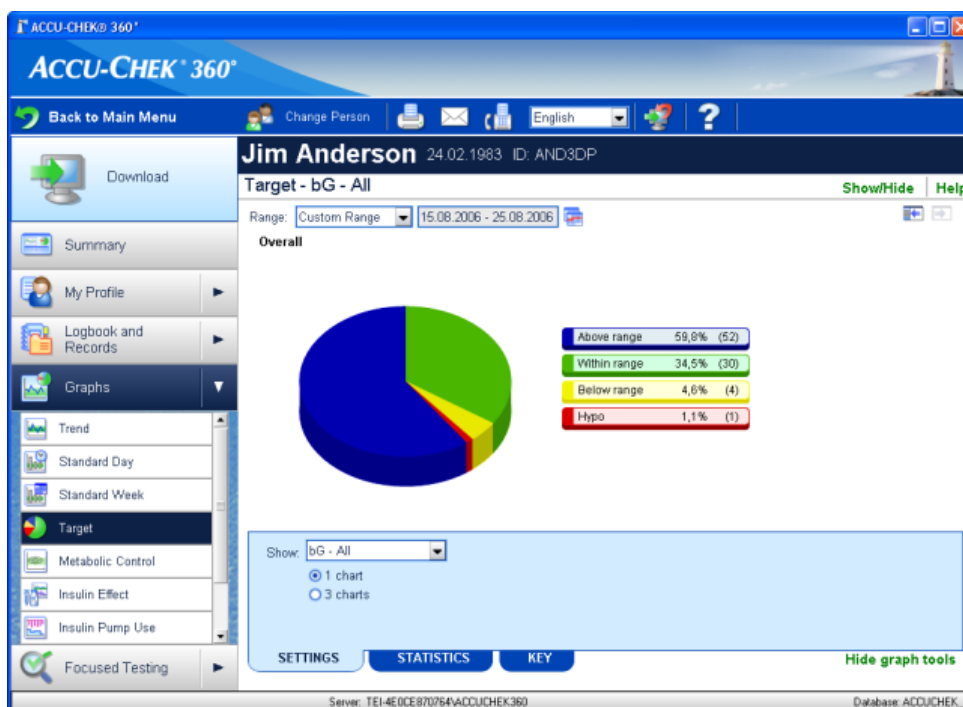 ACCU-CHEK® 360°
ACCU-CHEK® 360°
Back to Main Menu
Change Person
English
Download
Jim Anderson 24.02.1983 ID: AND3DP
Target - bG - All
Show/Hide
Help
Range: Custom Range 15.08.2006 - 25.08.2006
Overall
Summary
My Profile
Logbook and
Records
Graphs
Trend
Standard Day
Standard Week
Target
Metabolic Control
Insulin Effect
Insulin Pump Use
Focused Testing
Above range 59,8% (52)
Within range 34,5% (30)
Below range 4,6% (4)
Hypo 1,1% (1)
Show: bG - All
1 chart
3 charts
SETTINGS
STATISTICS
KEY
Hide graph tools
Server: TEI-4E0CE870764\ACCUCHEK360
Database: ACCUCHEK